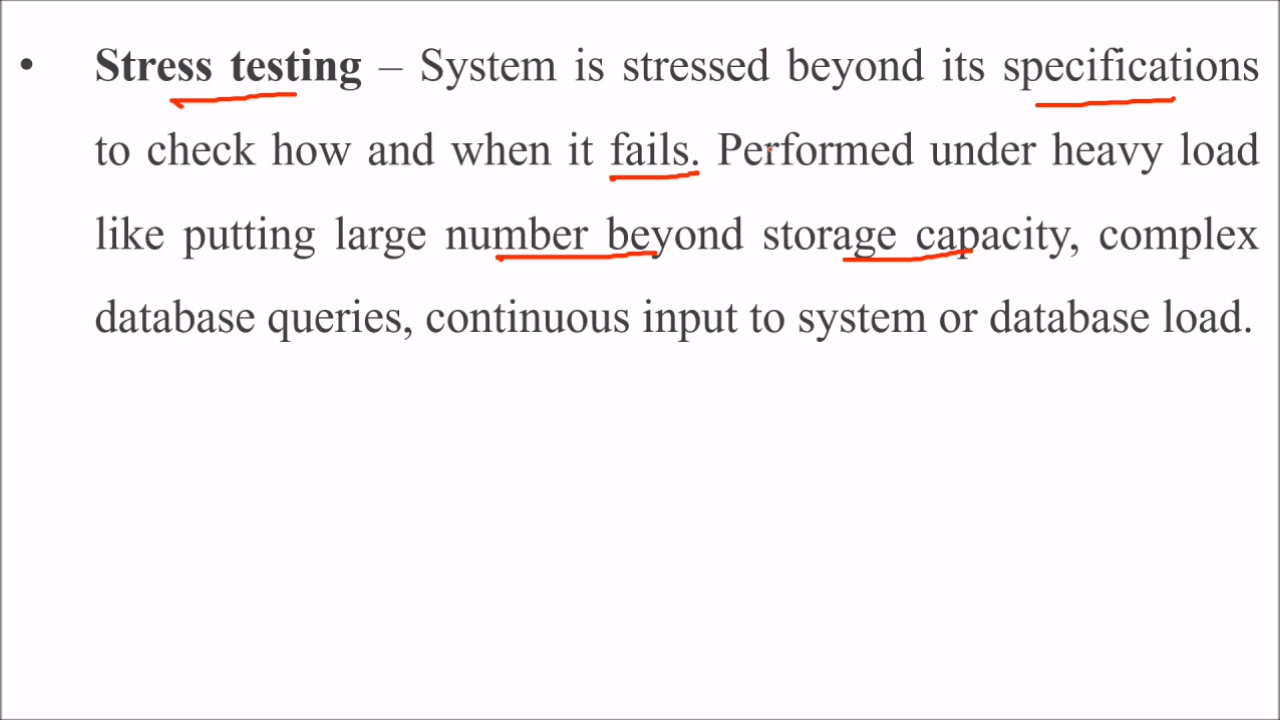 • Stress testing – System is stressed beyond its specifications
to check how and when it fails. Performed under heavy load
like putting large number beyond storage capacity, complex
database queries, continuous input to system or database load.